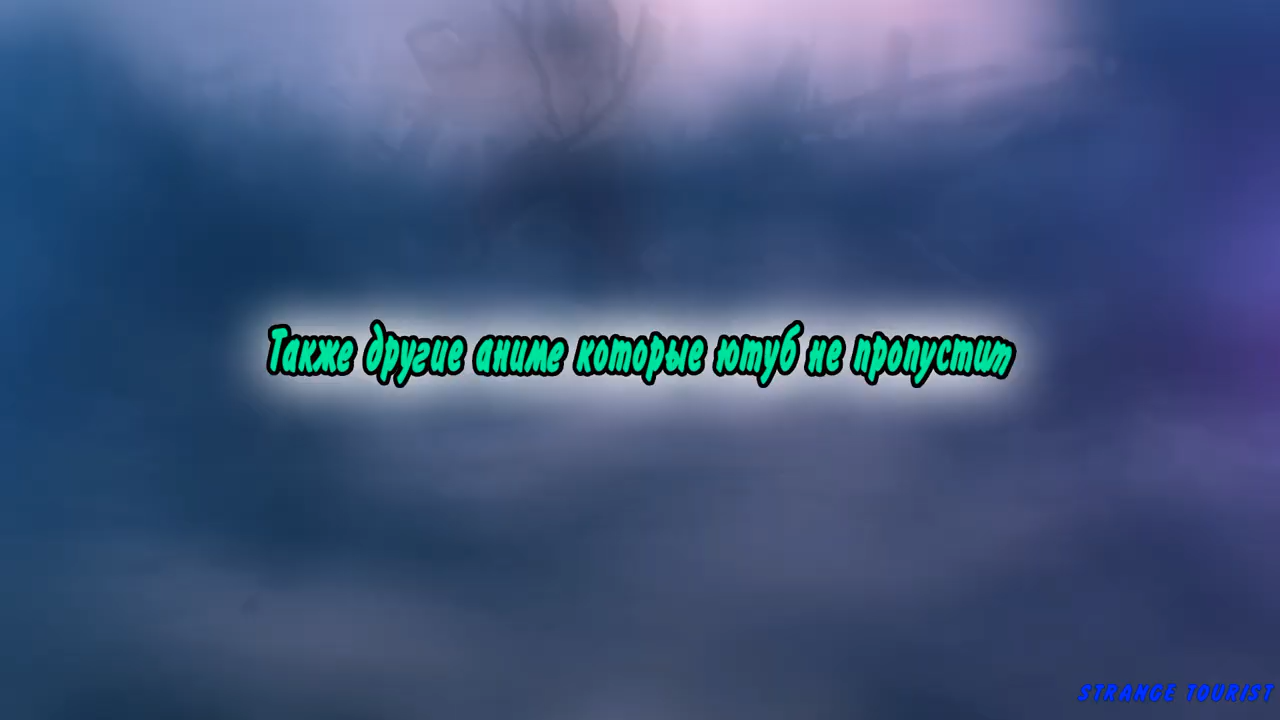 Также другие аниме которые ютуб не пропустит
STRANGE TOURIST